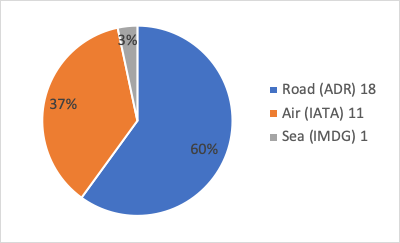 3%
37%
60%
Road (ADR) 18
Air (IATA) 11
Sea (IMDG) 1